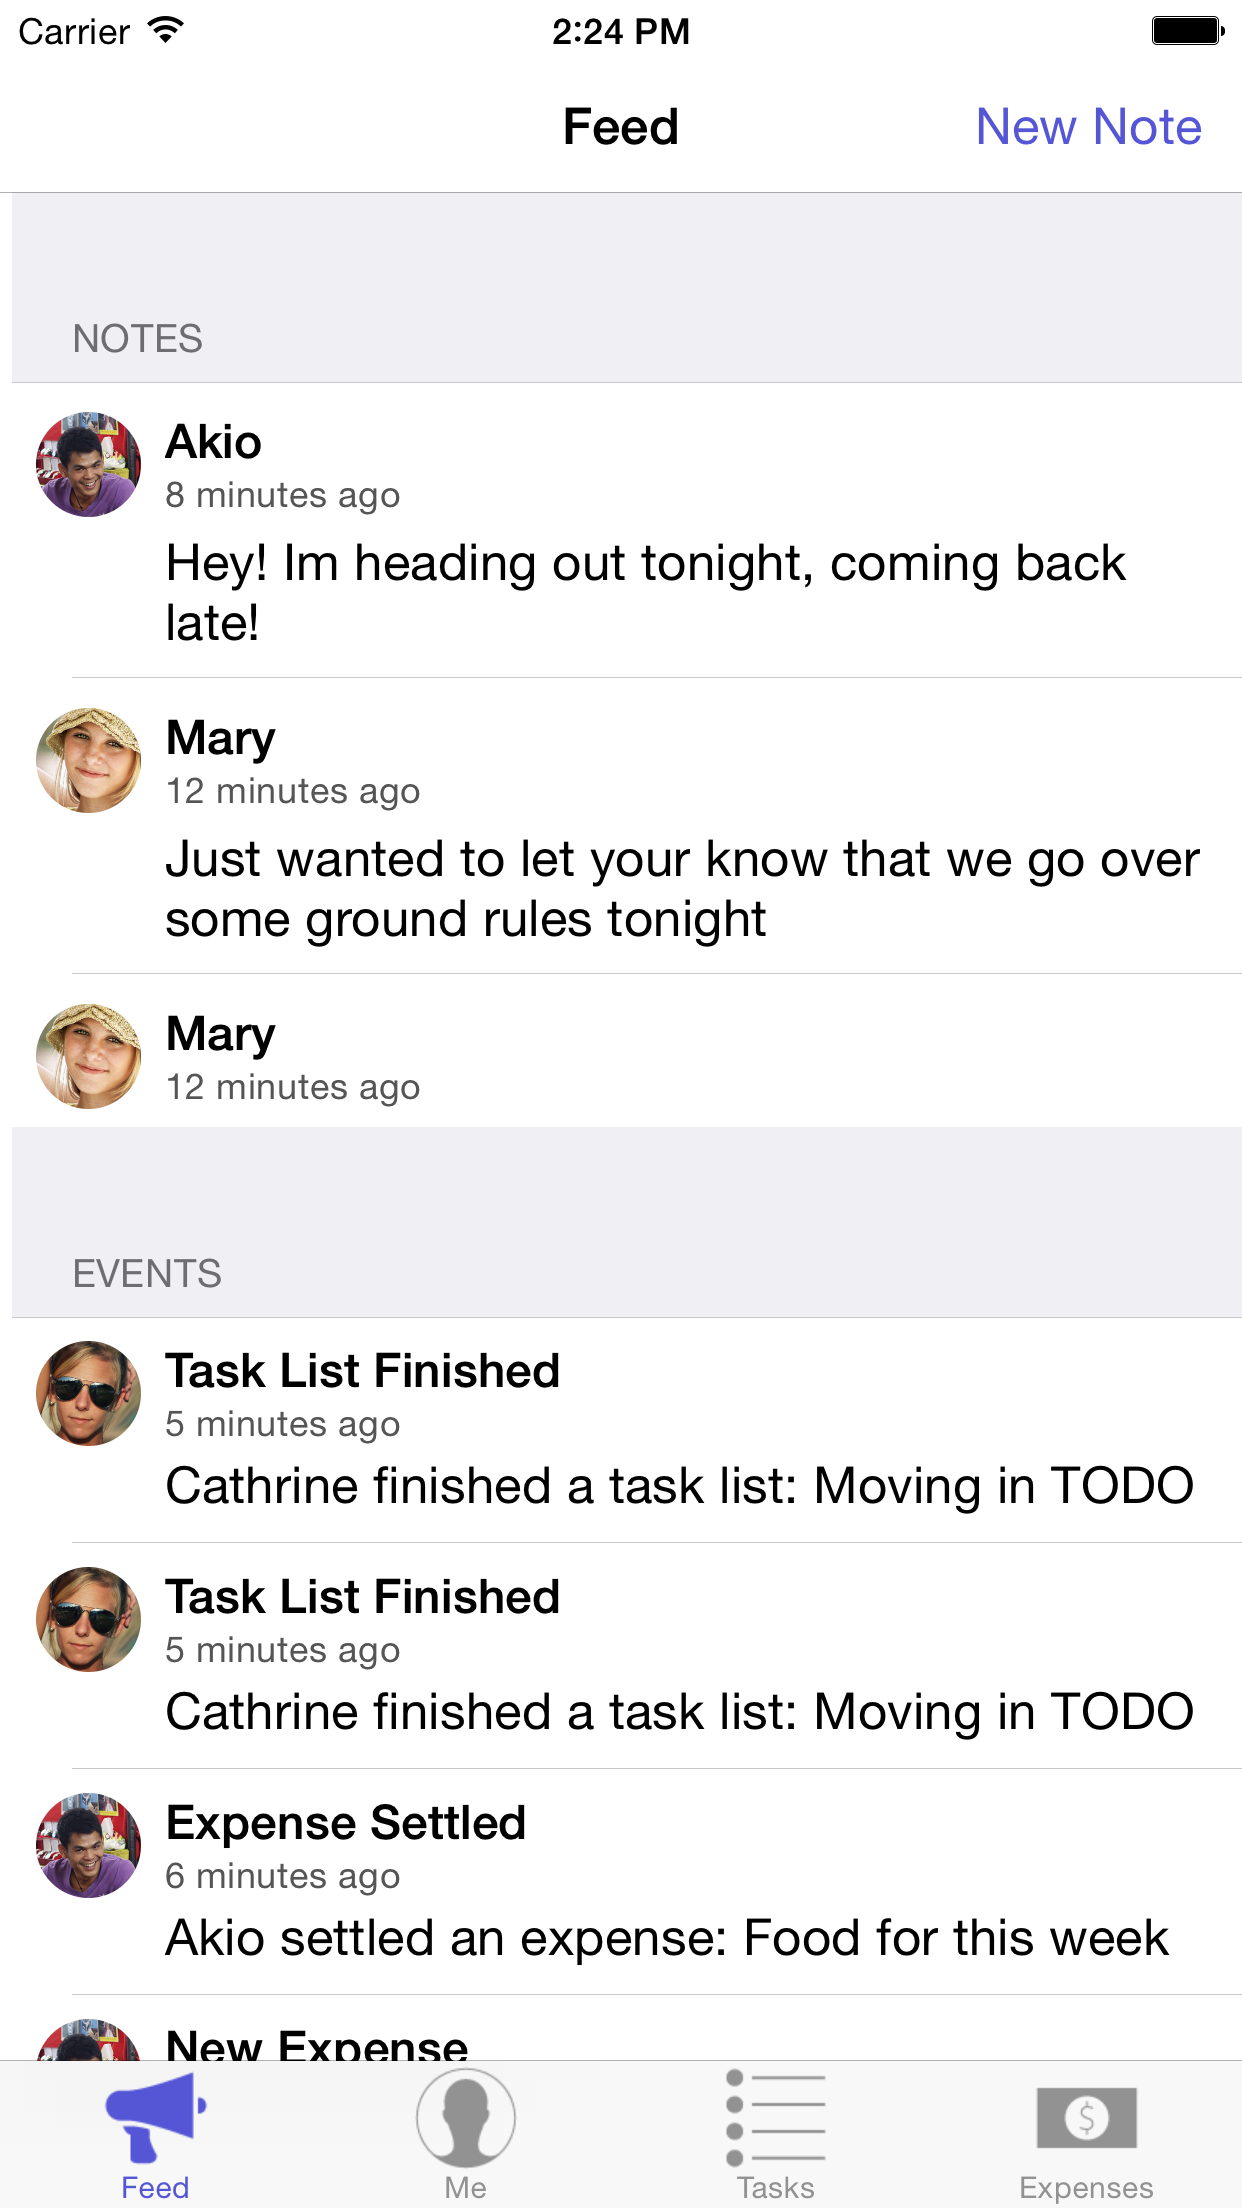 Carrier 2:24 PM
Feed New Note
NOTES
Akio
8 minutes ago
Hey! Im heading out tonight, coming back
late!
Mary
12 minutes ago
Just wanted to let your know that we go over
some ground rules tonight
Mary
12 minutes ago
EVENTS
Task List Finished
5 minutes ago
Cathrine finished a task list: Moving in TODO
Task List Finished
5 minutes ago
Cathrine finished a task list: Moving in TODO
Expense Settled
6 minutes ago
Akio settled an expense: Food for this week
New Expense
$
Feed Me Tasks Expenses